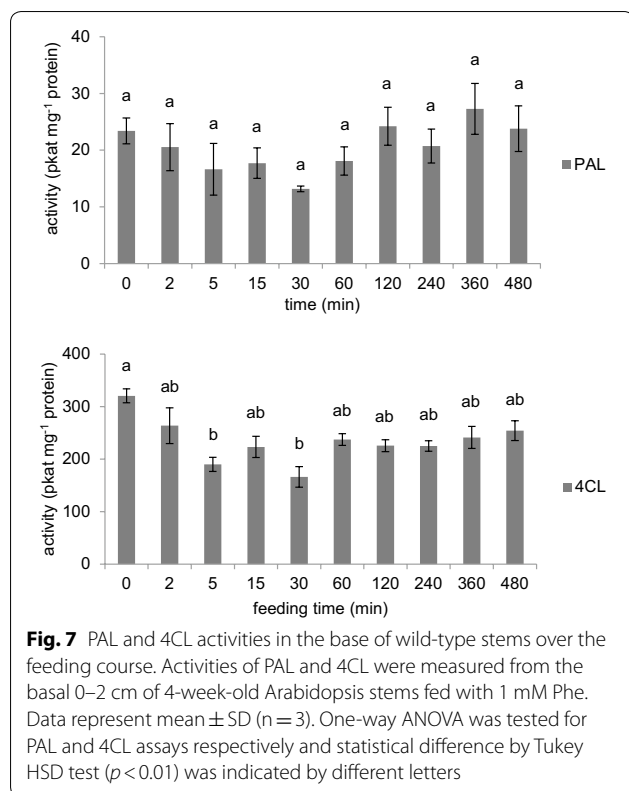 40
30
20
10
0
activity (pkat mg-1 protein)
a a a a a a a a a a
0 2 5 15 30 60 120 240 360 480
time (min)
PAL
400
300
200
100
0
activity (pkat mg-1 protein)
a ab b ab b ab ab ab ab ab
0 2 5 15 30 60 120 240 360 480
feeding time (min)
4CL
Fig. 7 PAL and 4CL activities in the base of wild-type stems over the
feeding course. Activities of PAL and 4CL were measured from the
basal 0–2 cm of 4-week-old Arabidopsis stems fed with 1 mM Phe.
Data represent mean ± SD (n = 3). One-way ANOVA was tested for
PAL and 4CL assays respectively and statistical difference by Tukey
HSD test (p < 0.01) was indicated by different letters